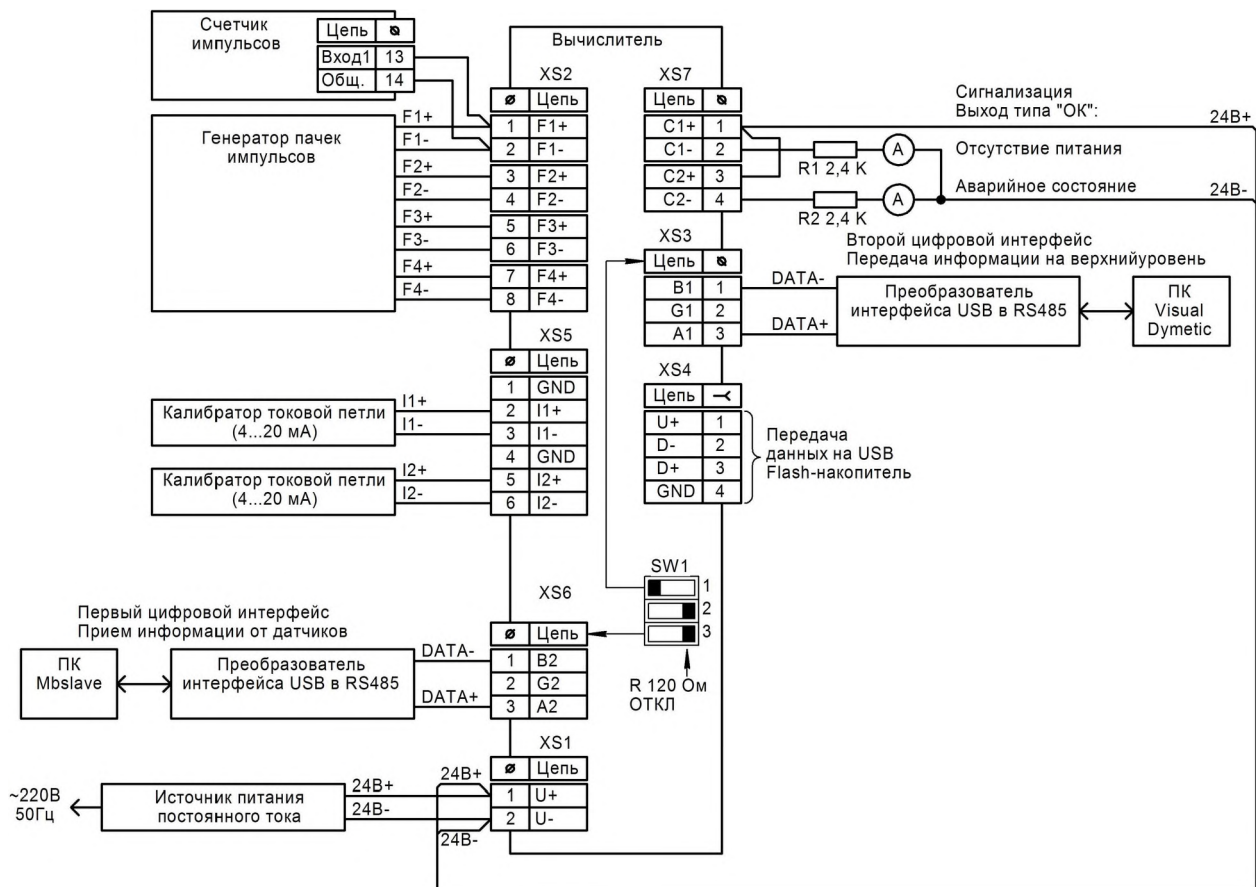 Счетчик
импульсов
Цепь
Вход1 13
Общ. 14
Генератор пачек
импульсов
F1+
F1-
F2+
F2-
F3+
F3-
F4+
F4-
Вычислитель
XS2
Цепь
1 F1+
2 F1-
3 F2+
4 F2-
5 F3+
6 F3-
7 F4+
8 F4-
XS7
Цепь
C1+ 1
C1- 2
C2+ 3
C2- 4
Сигнализация
Выход типа "ОК":
24В+
R1 2,4 K
A
Отсутствие питания
R2 2,4 K
A
Аварийное состояние
24В-
XS3
Цепь
B1 1
G1 2
A1 3
Второй цифровой интерфейс
Передача информации на верхнийуровень
DATA-
DATA+
Преобразователь
интерфейса USB в RS485
ПК
Visual
Dymetic
XS5
Цепь
1 GND
2 I1+
3 I1-
4 GND
5 I2+
6 I2-
Калибратор токовой петли
(4...20 мА)
I1+
I1-
Калибратор токовой петли
(4...20 мА)
I2+
I2-
XS4
Цепь
U+ 1
D- 2
D+ 3
GND 4
Передача
данных на USB
Flash-накопитель
SW1
1
2
3
R 120 Ом
ОТКЛ
Первый цифровой интерфейс
Прием информации от датчиков
ПК
Mbslave
Преобразователь
интерфейса USB в RS485
DATA-
DATA+
XS6
Цепь
1 B2
2 G2
3 A2
XS1
Цепь
1 U+
2 U-
~220В
50Гц
Источник питания
постоянного тока
24В+
24В-
24В+
24В-